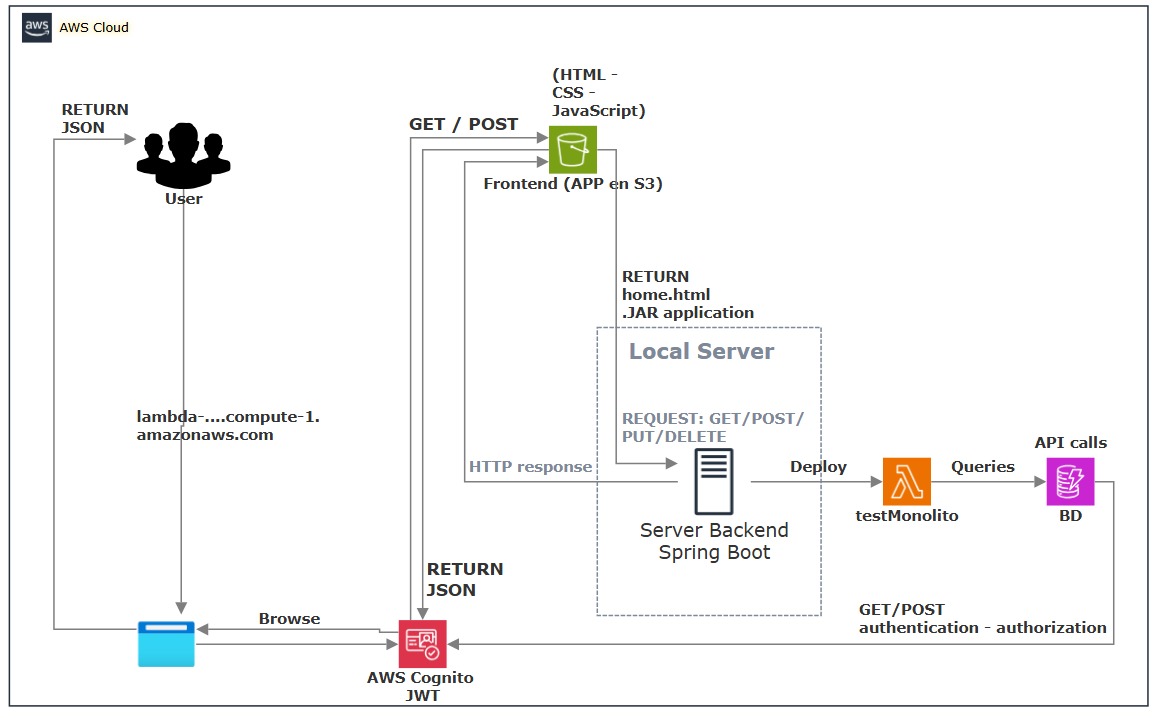 aws
AWS Cloud
(HTML -
CSS -
JavaScript)
RETURN
JSON
GET / POST
Frontend (APP en S3)
User
RETURN
home.html
.JAR application
Local Server
lambda-....compute-1.
amazonaws.com
REQUEST: GET/POST/
PUT/DELETE
HTTP response
Deploy
Queries
API calls
testMonolito
BD
Server Backend
Spring Boot
RETURN
JSON
Browse
GET/POST
authentication - authorization
AWS Cognito
JWT